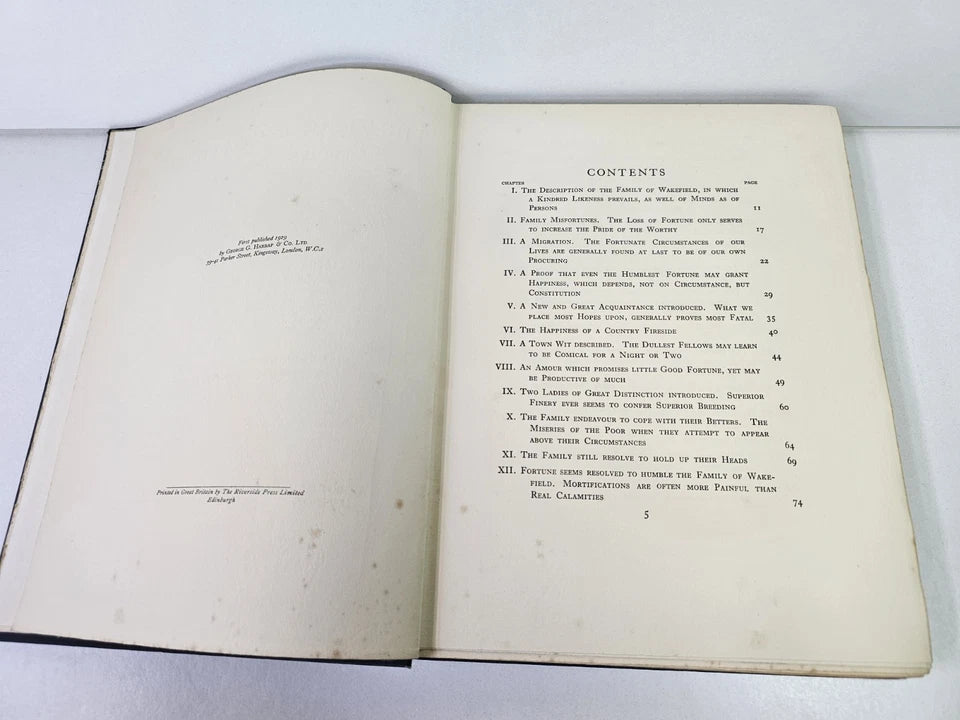 First published 1929
by George G. Harrap & Co. Ltd.
39-41 Parker Street, Kingsway, London, W.C.2
Printed in Great Britain by The Riverside Press Limited
Edinburgh
CONTENTS
CHAPTER PAGE
I. The Description of the Family of Wakefield, in which
a Kindred Likeness prevails, as well of Minds as of
Persons 11
II. Family Misfortunes. The Loss of Fortune only serves
to increase the Pride of the Worthy 17
III. A Migration. The Fortunate Circumstances of our
Lives are generally found at last to be of our own
Procuring 22
IV. A Proof that even the Humblest Fortune may grant
Happiness, which depends, not on Circumstance, but
Constitution 29
V. A New and Great Acquaintance introduced. What we
place most Hopes upon, generally proves most Fatal 35
VI. The Happiness of a Country Fireside 40
VII. A Town Wit described. The Dullest Fellows may learn
to be Comical for a Night or Two 44
VIII. An Amour which promises little Good Fortune, yet may
be Productive of much 49
IX. Two Ladies of Great Distinction introduced. Superior
Finery ever seems to confer Superior Breeding 60
X. The Family endeavour to cope with their Betters. The
Miseries of the Poor when they attempt to appear
above their Circumstances 64
XI. The Family still resolve to hold up their Heads 69
XII. Fortune seems resolved to humble the Family of Wake-
field. Mortifications are often more Painful than
Real Calamities 74
5